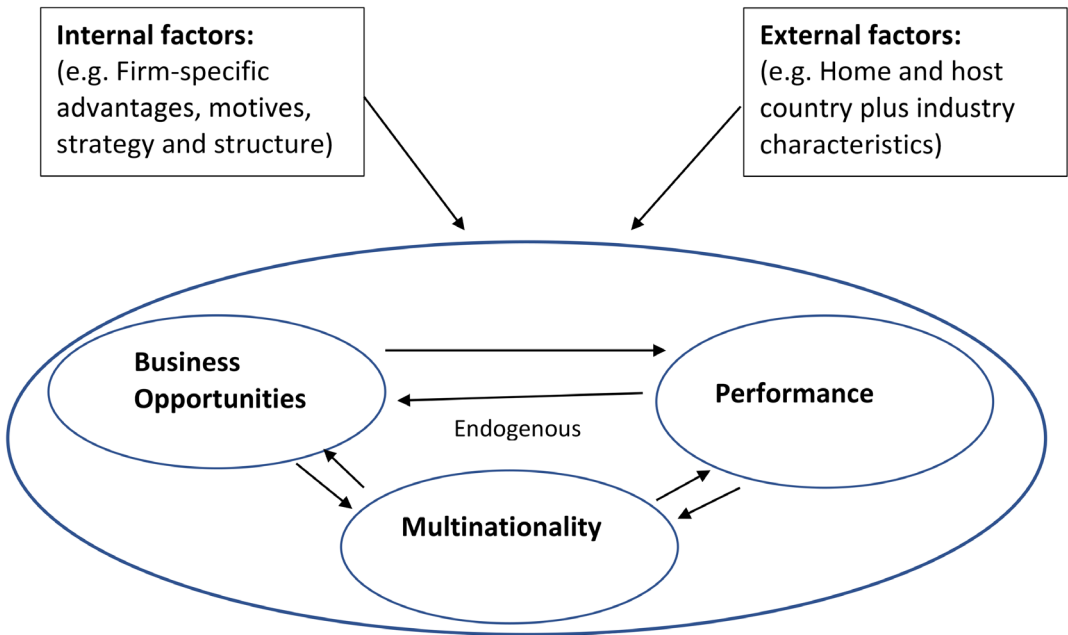 Internal factors:
(e.g. Firm-specific
advantages, motives,
strategy and structure)
External factors:
(e.g. Home and host
country plus industry
characteristics)
Business
Opportunities
Performance
Endogenous
Multinationality